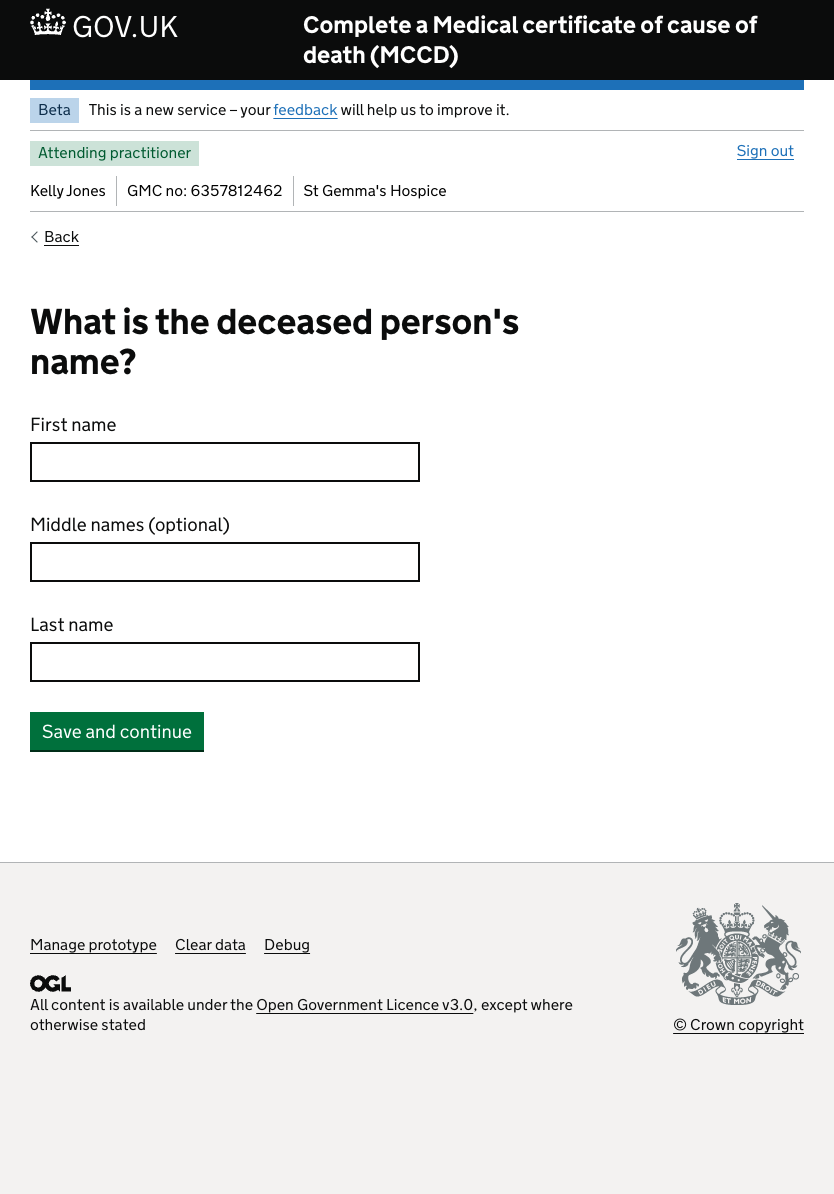 GOV.UK
Complete a Medical certificate of cause of
death (MCCD)
Beta This is a new service – your feedback will help us to improve it.
Attending practitioner
Sign out
Kelly Jones GMC no: 6357812462 St Gemma's Hospice
Back
What is the deceased person's
name?
First name
Middle names (optional)
Last name
Save and continue
Manage prototype Clear data Debug
OGL
All content is available under the Open Government Licence v3.0, except where
otherwise stated
DIEU ET MON DROIT
© Crown copyright